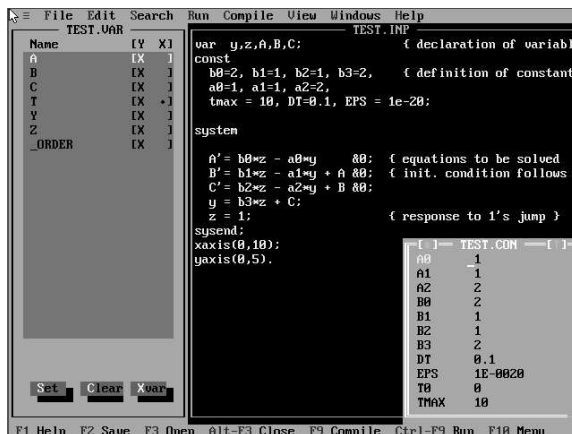 ≡ File Edit Search Run Compile View Windows Help
TEST.VAR
Name [Y X]
A [X ]
B [X ]
C [X ]
T [X •]
Y [X ]
Z [X ]
_ORDER [X ]
Set Clear Xvar
TEST.INP
var y,z,A,B,C; { declaration of variabl
const
b0=2, b1=1, b2=1, b3=2, { definition of constant
a0=1, a1=1, a2=2,
tmax = 10, DT=0.1, EPS = 1e-20;
system
A'= b0*z - a0*y &0; { equations to be solved
B'= b1*z - a1*y + A &0; { init. condition follows
C'= b2*z - a2*y + B &0;
y = b3*z + C;
z = 1; { response to 1's jump }
sysend;
xaxis(0,10);
yaxis(0,5).
TEST.CON
A0 1
A1 1
A2 2
B0 2
B1 1
B2 1
B3 2
DT 0.1
EPS 1E-0020
T0 0
TMAX 10
F1 Help F2 Save F3 Open Alt-F3 Close F9 Compile Ctrl-F9 Run F10 Menu